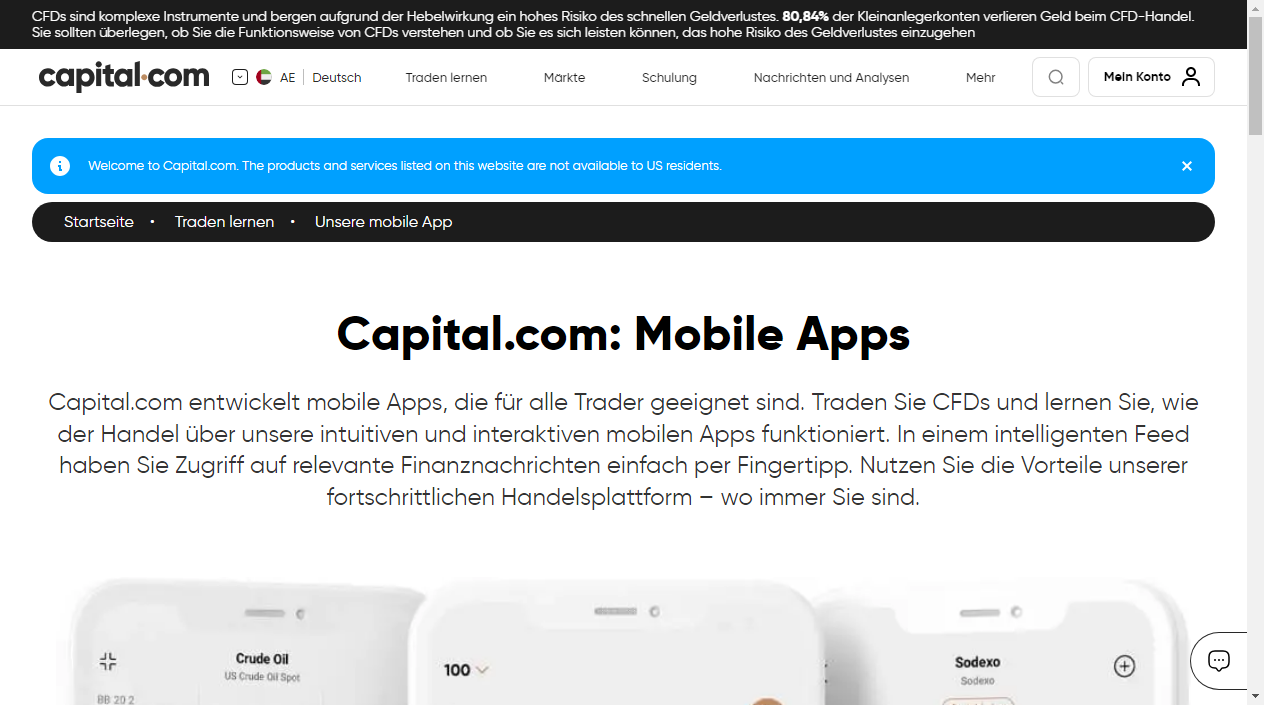 CFDs sind komplexe Instrumente und bergen aufgrund der Hebelwirkung ein hohes Risiko des schnellen Geldverlustes. 80,84% der Kleinanlegerkonten verlieren Geld beim CFD-Handel.
Sie sollten überlegen, ob Sie die Funktionsweise von CFDs verstehen und ob Sie es sich leisten können, das hohe Risiko des Geldverlustes einzugehen
capital.com AE Deutsch Traden lernen Märkte Schulung Nachrichten und Analysen Mehr Mein Konto
Welcome to Capital.com. The products and services listed on this website are not available to US residents.
Startseite • Traden lernen • Unsere mobile App
Capital.com: Mobile Apps
Capital.com entwickelt mobile Apps, die für alle Trader geeignet sind. Traden Sie CFDs und lernen Sie, wie
der Handel über unsere intuitiven und interaktiven mobilen Apps funktioniert. In einem intelligenten Feed
haben Sie Zugriff auf relevante Finanznachrichten einfach per Fingertipp. Nutzen Sie die Vorteile unserer
fortschrittlichen Handelsplattform – wo immer Sie sind.
Crude Oil
US Crude Oil Spot
100
Sodexo
Sodexo
BB 20 2